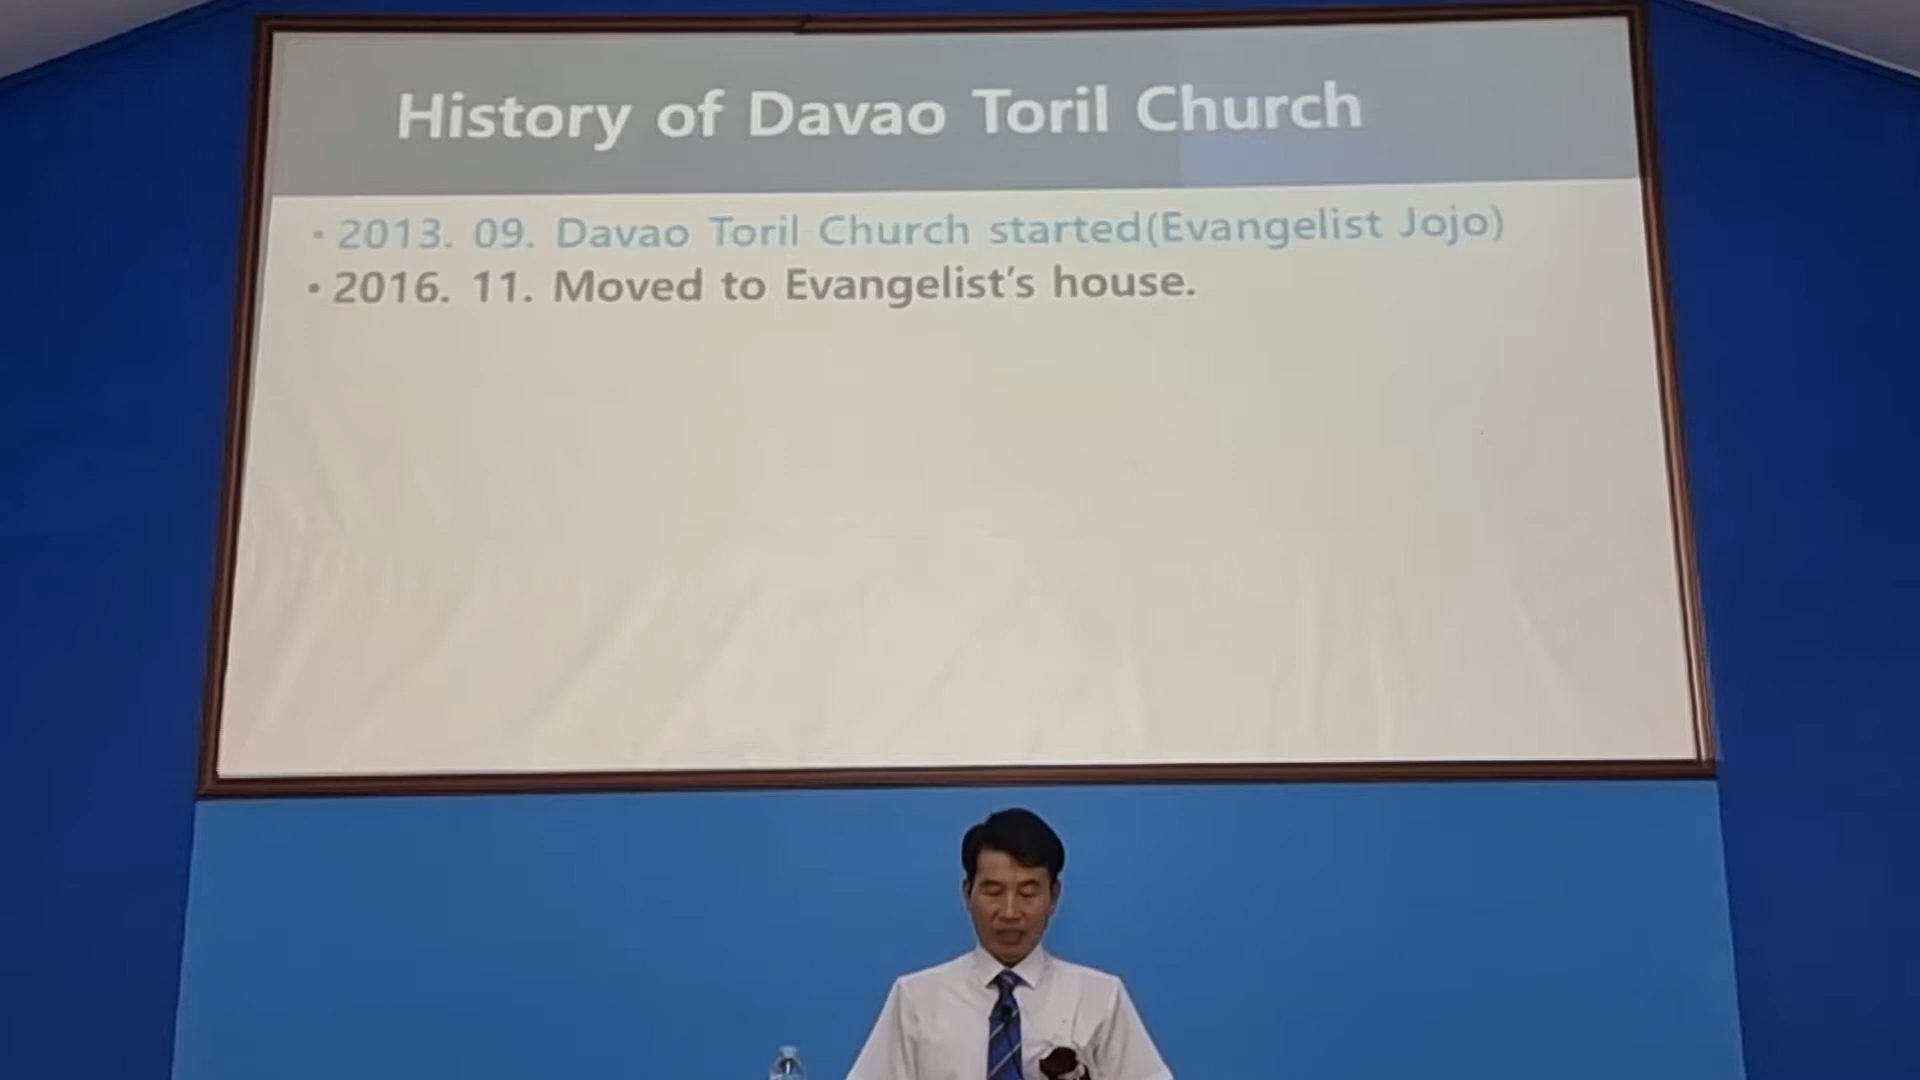 History of Davao Toril Church
• 2013. 09. Davao Toril Church started(Evangelist Jojo)
• 2016. 11. Moved to Evangelist's house.